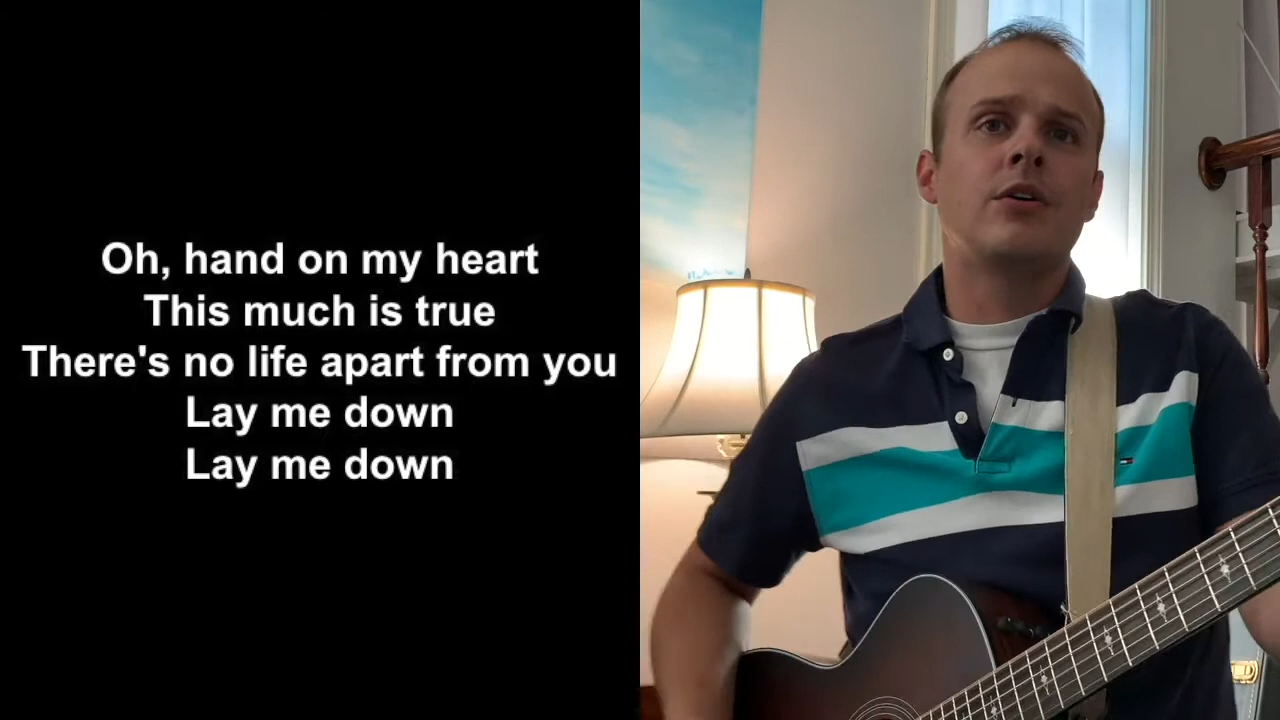 Oh, hand on my heart
This much is true
There's no life apart from you
Lay me down
Lay me down